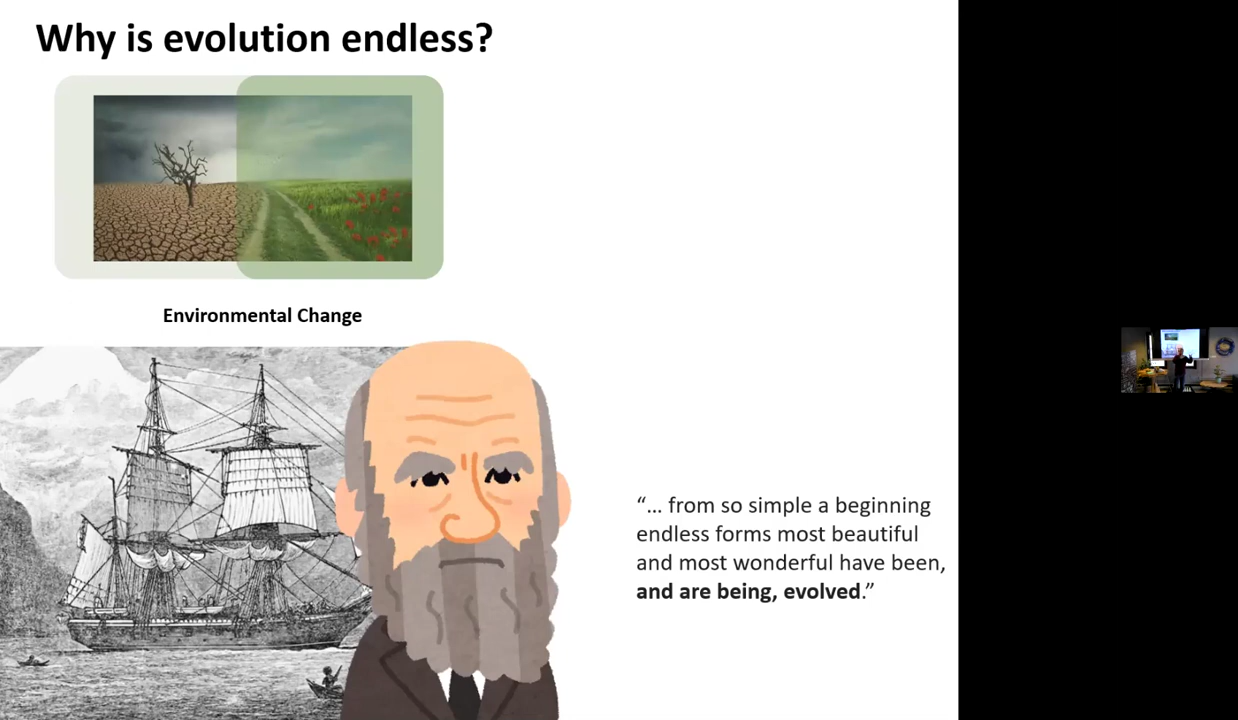 Why is evolution endless?
Environmental Change
“... from so simple a beginning
endless forms most beautiful
and most wonderful have been,
and are being, evolved.”